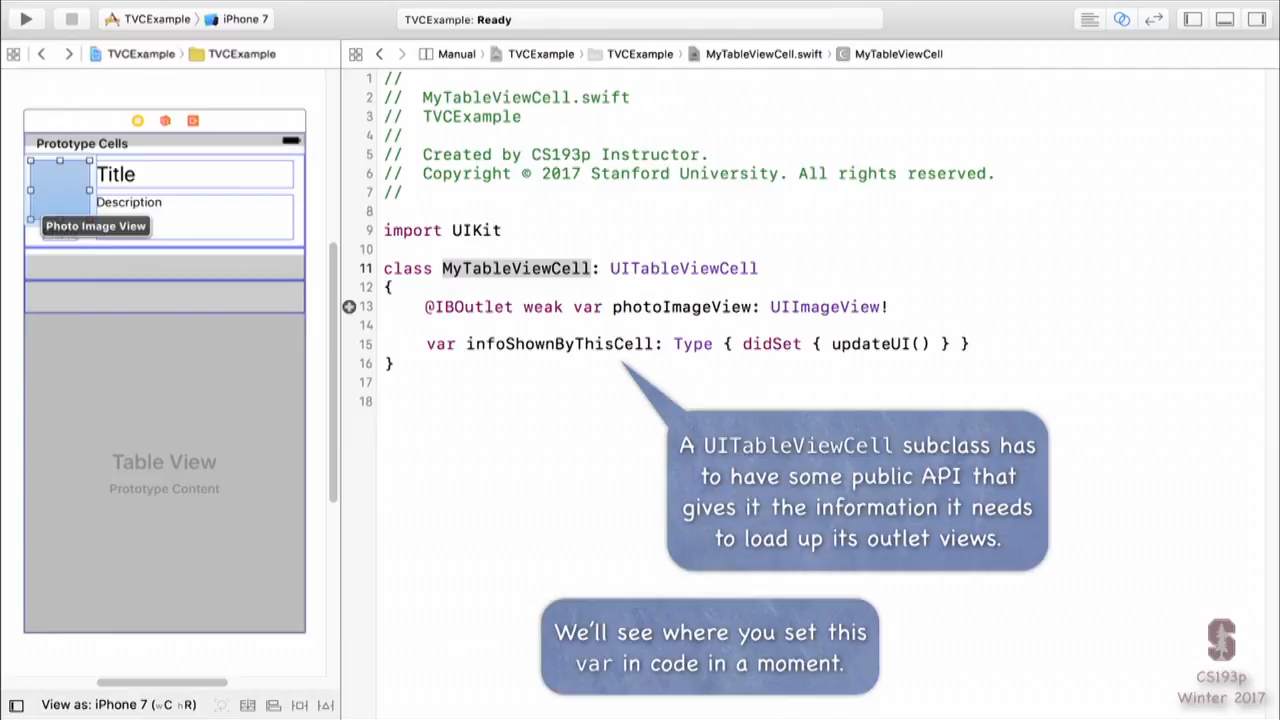 TVCExample
iPhone 7
TVCExample: Ready
TVCExample
TVCExample
Manual
TVCExample
TVCExample
MyTableViewCell.swift
C
MyTableViewCell
Prototype Cells
Title
Description
Photo Image View
Table View
Prototype Content
View as: iPhone 7 (wC hR)
1 //
2 // MyTableViewCell.swift
3 // TVCExample
4 //
5 // Created by CS193p Instructor.
6 // Copyright © 2017 Stanford University. All rights reserved.
7 //
8
9 import UIKit
10
11 class MyTableViewCell: UITableViewCell
12 {
13 @IBOutlet weak var photoImageView: UIImageView!
14
15 var infoShownByThisCell: Type { didSet { updateUI() } }
16 }
17
18
A UITableViewCell subclass has
to have some public API that
gives it the information it needs
to load up its outlet views.
We'll see where you set this
var in code in a moment.
S
CS193p
Winter 2017